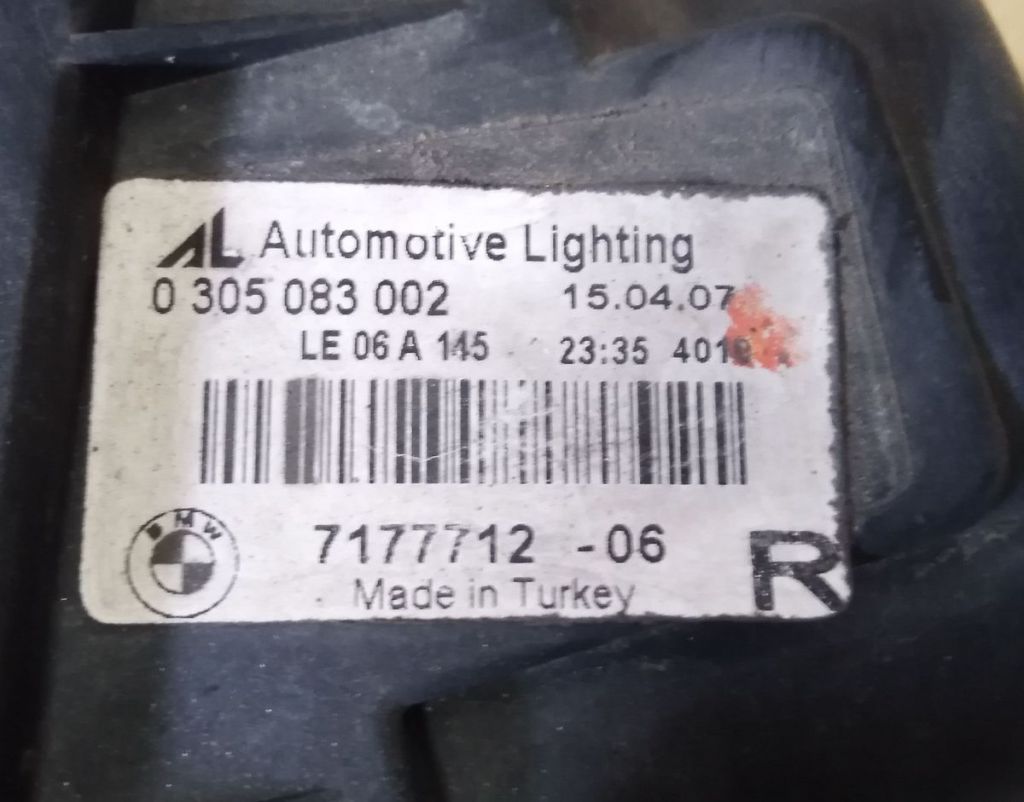 AL Automotive Lighting
0 305 083 002 15.04.07
LE 06 A 145 23:35
BMW
7177712 -06
R
Made in Turkey